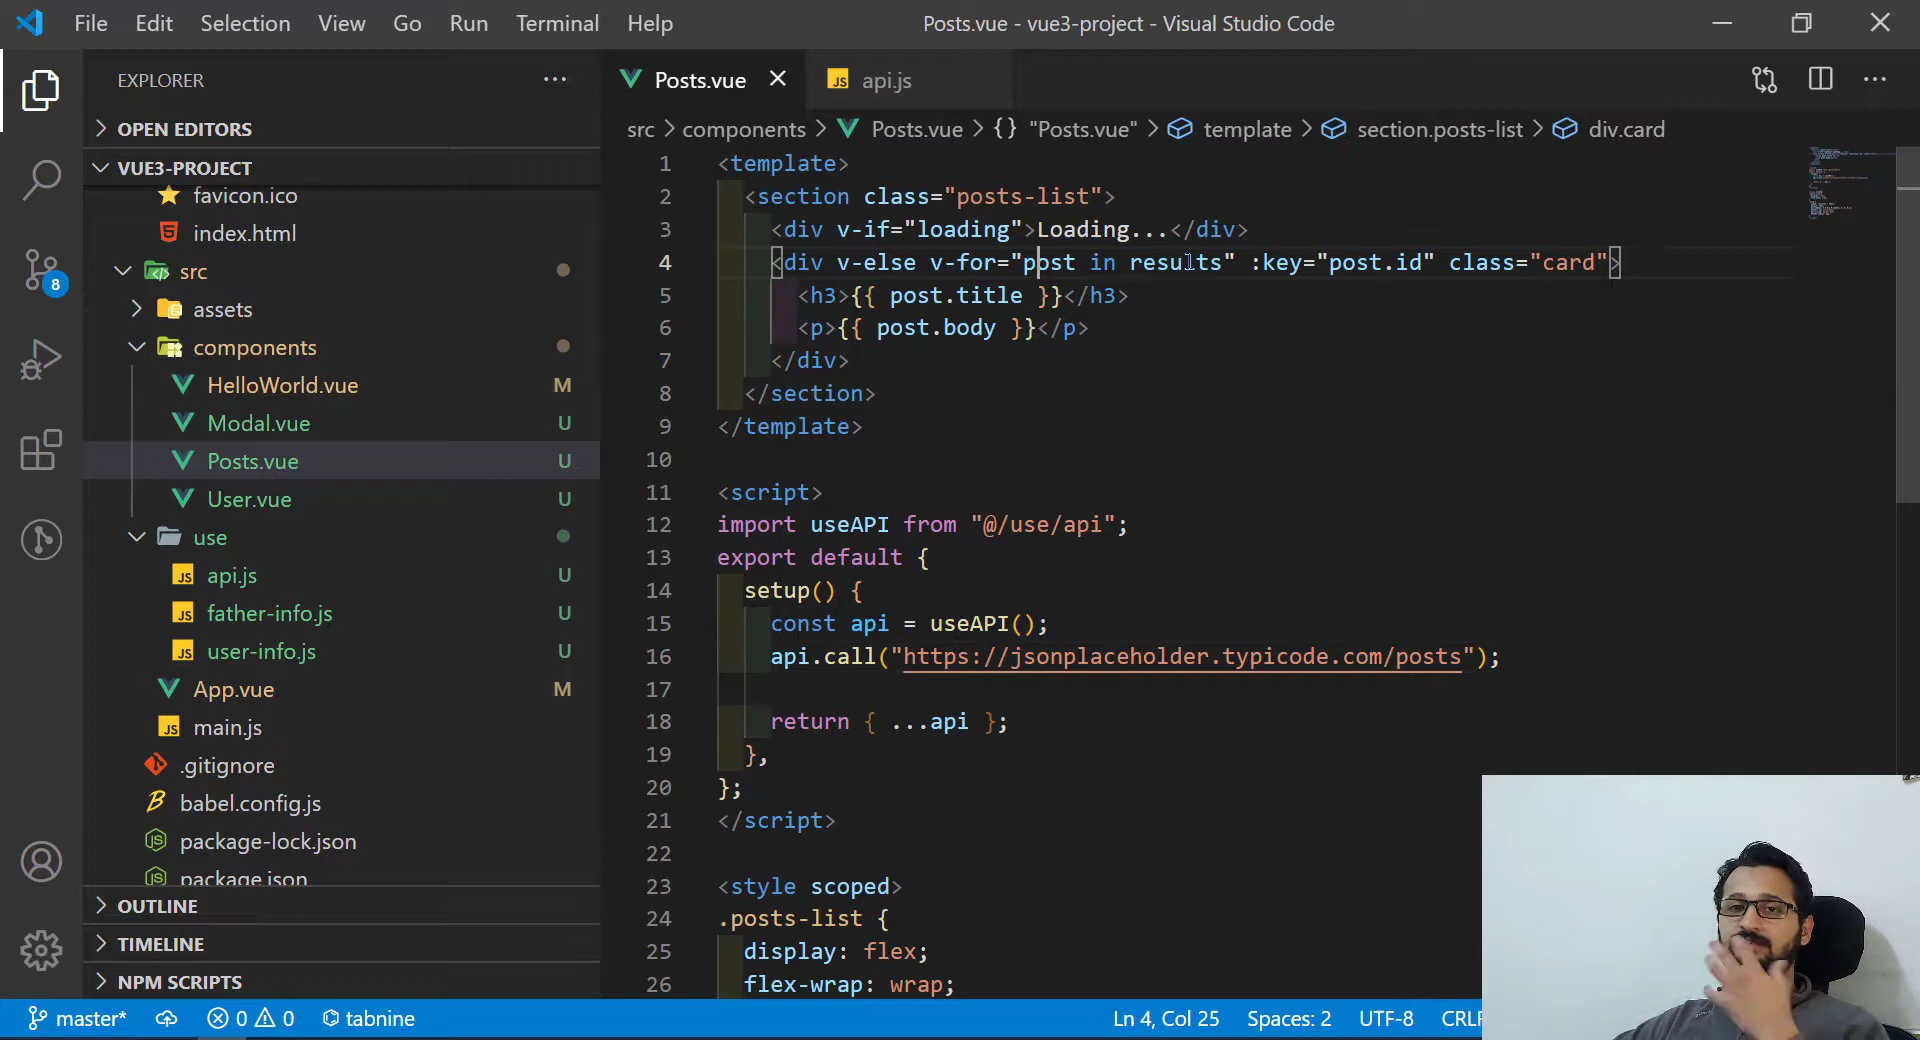 File Edit Selection View Go Run Terminal Help Posts.vue - vue3-project - Visual Studio Code
EXPLORER
OPEN EDITORS
VUE3-PROJECT
favicon.ico
index.html
src
assets
components
HelloWorld.vue M
Modal.vue U
Posts.vue U
User.vue U
use
api.js U
father-info.js U
user-info.js U
App.vue M
main.js
.gitignore
babel.config.js
package-lock.json
package.json
OUTLINE
TIMELINE
NPM SCRIPTS
8
Posts.vue api.js
src components Posts.vue {} "Posts.vue" template section.posts-list div.card
1 <template>
2 <section class="posts-list">
3 <div v-if="loading">Loading...</div>
4 <div v-else v-for="post in results" :key="post.id" class="card">
5 <h3>{{ post.title }}</h3>
6 <p>{{ post.body }}</p>
7 </div>
8 </section>
9 </template>
10
11 <script>
12 import useAPI from "@/use/api";
13 export default {
14 setup() {
15 const api = useAPI();
16 api.call("https://jsonplaceholder.typicode.com/posts");
17
18 return { ...api };
19 },
20 };
21 </script>
22
23 <style scoped>
24 .posts-list {
25 display: flex;
26 flex-wrap: wrap;
master* 0 0 tabnine Ln 4, Col 25 Spaces: 2 UTF-8 CRLF